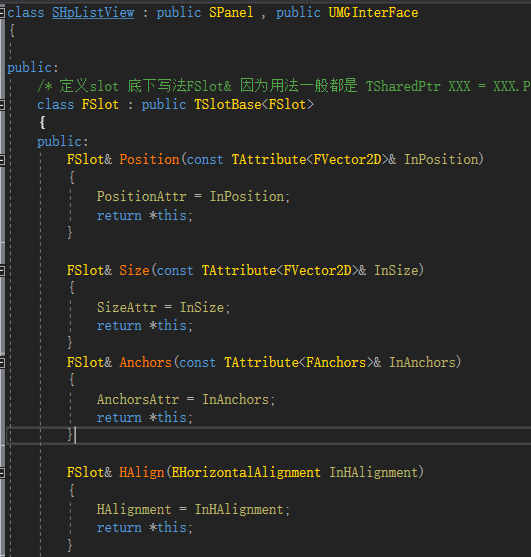 class SHpListView : public SPanel , public UMGInterFace
{
public:
/* 定义slot 底下写法FSlot& 因为用法一般都是 TSharedPtr XXX = XXX.P
class FSlot : public TSlotBase<FSlot>
{
public:
FSlot& Position(const TAttribute<FVector2D>& InPosition)
{
PositionAttr = InPosition;
return *this;
}
FSlot& Size(const TAttribute<FVector2D>& InSize)
{
SizeAttr = InSize;
return *this;
}
FSlot& Anchors(const TAttribute<FAnchors>& InAnchors)
{
AnchorsAttr = InAnchors;
return *this;
}
FSlot& HAlign(EHorizontalAlignment InHAlignment)
{
HAlignment = InHAlignment;
return *this;
}